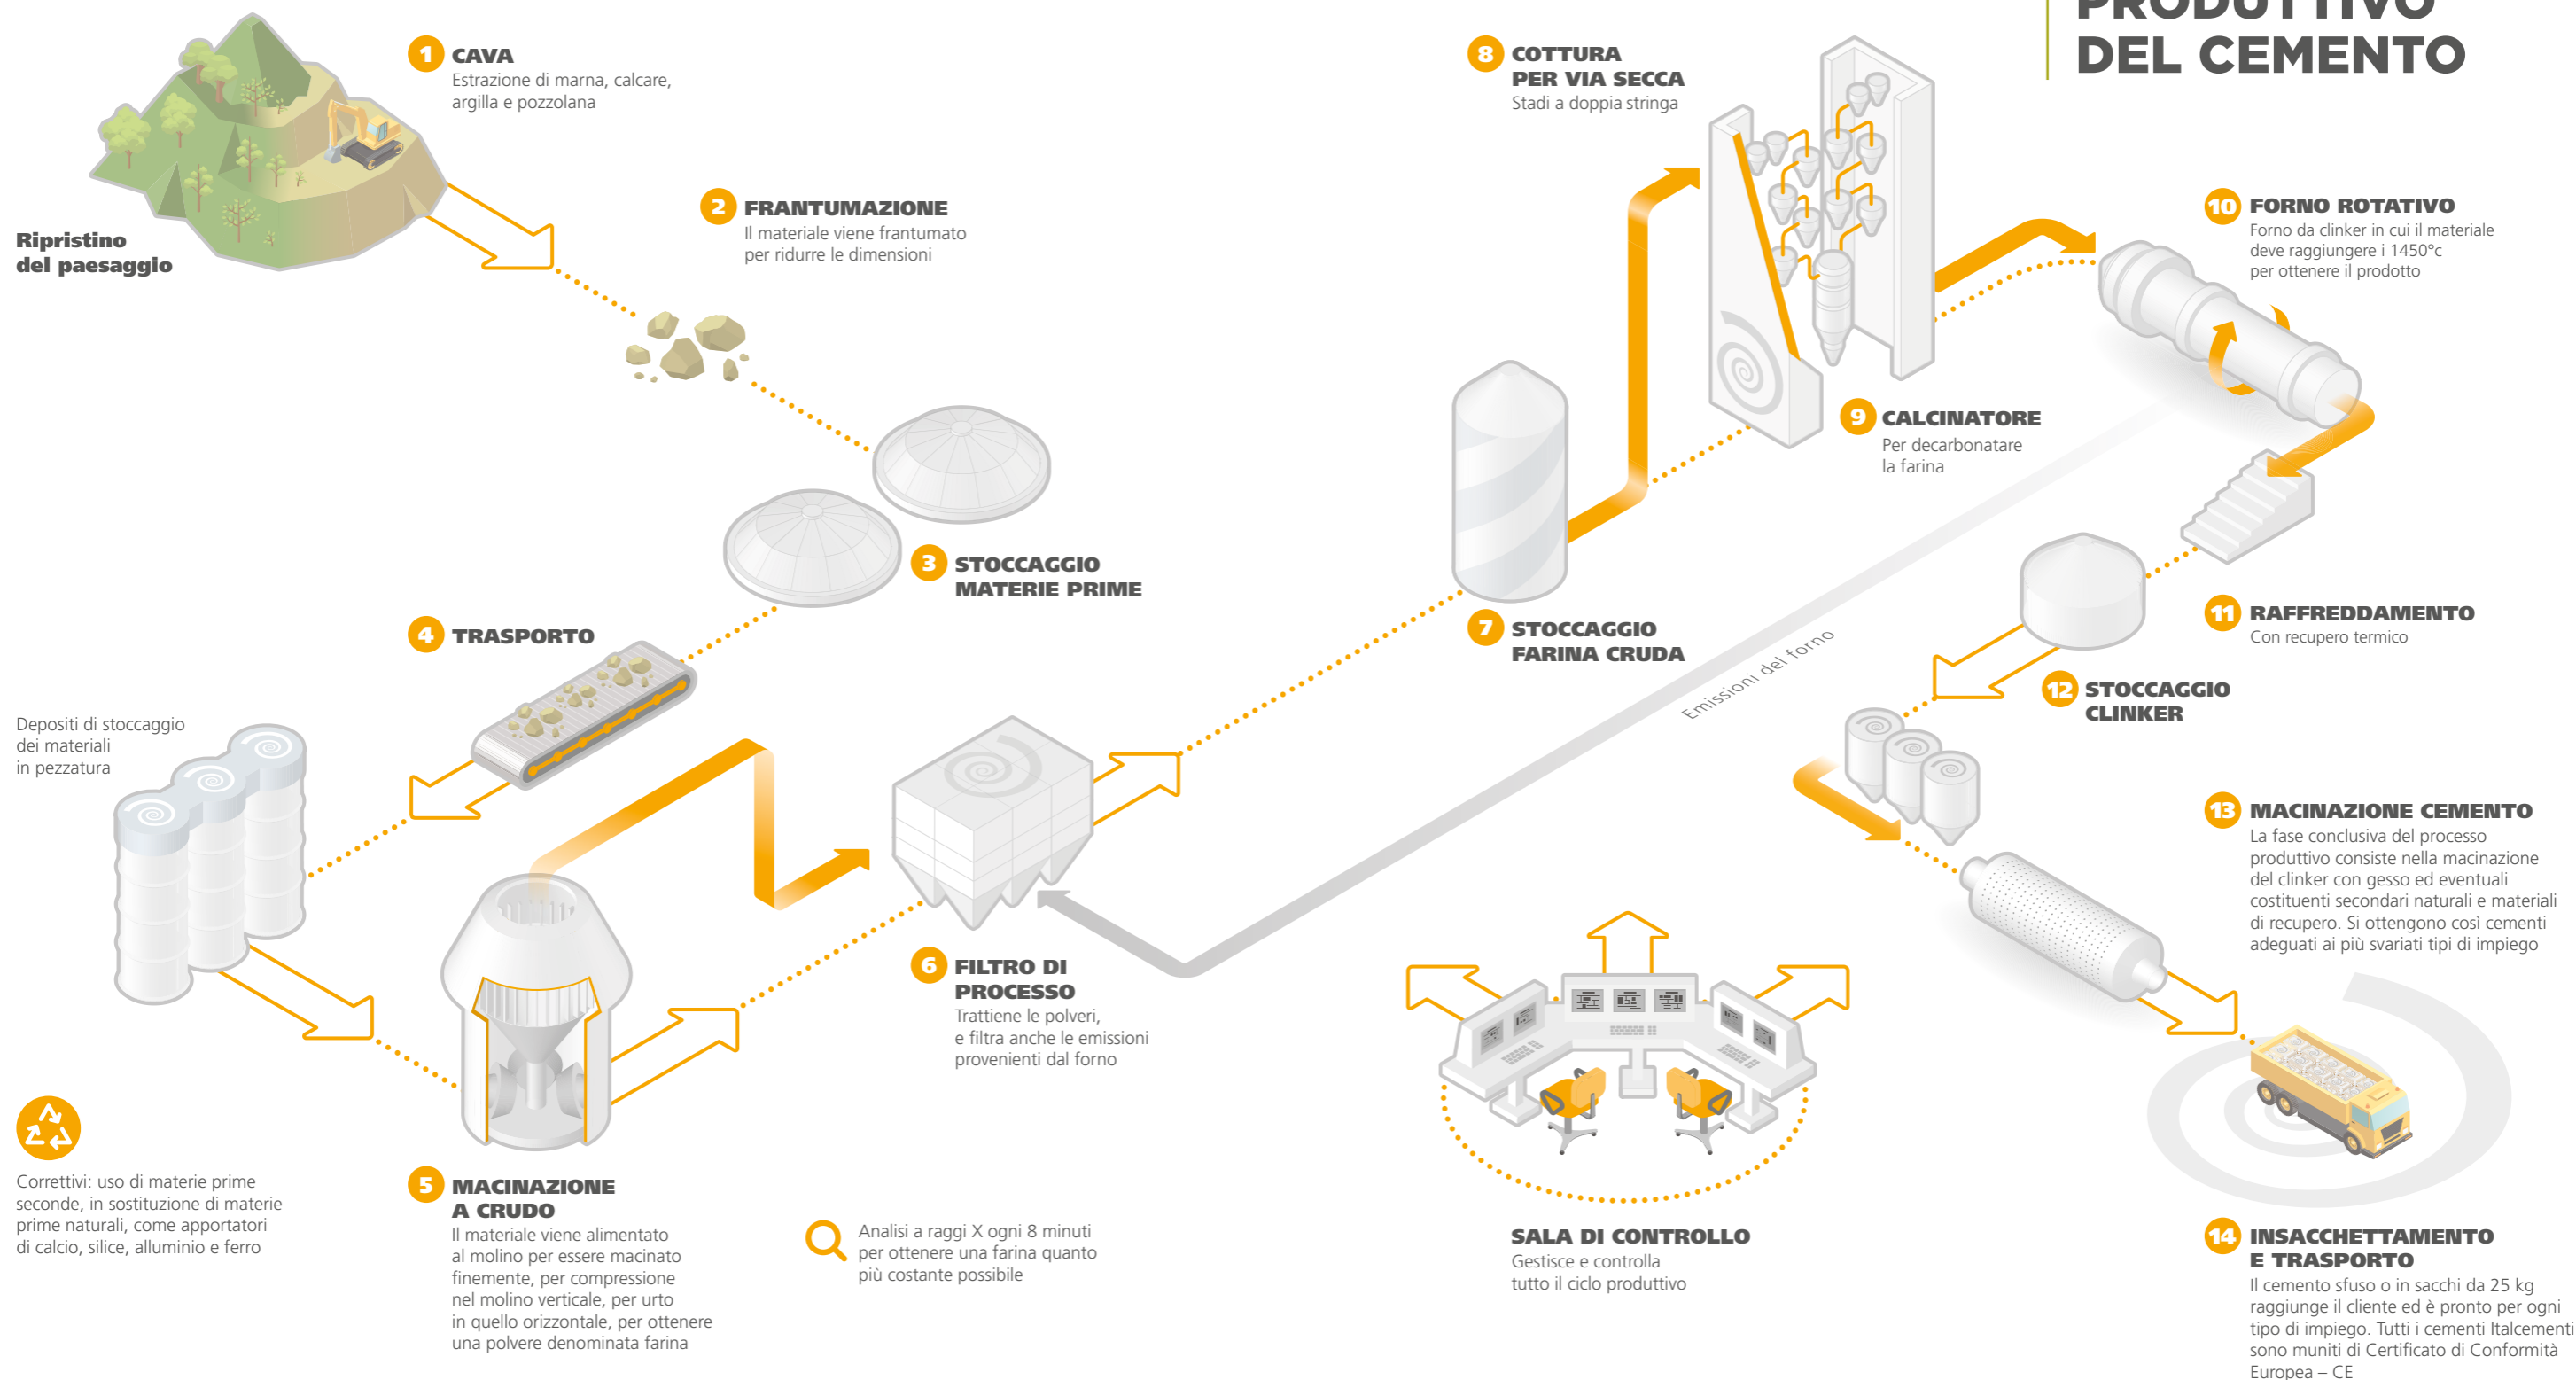 PRODUTTIVO
DEL CEMENTO
1 CAVA
Estrazione di marna, calcare,
argilla e pozzolana
Ripristino
del paesaggio
2 FRANTUMAZIONE
Il materiale viene frantumato
per ridurre le dimensioni
3 STOCCAGGIO
MATERIE PRIME
4 TRASPORTO
Depositi di stoccaggio
dei materiali
in pezzatura
Correttivi: uso di materie prime
seconde, in sostituzione di materie
prime naturali, come apportatori
di calcio, silice, alluminio e ferro
5 MACINAZIONE
A CRUDO
Il materiale viene alimentato
al molino per essere macinato
finemente, per compressione
nel molino verticale, per urto
in quello orizzontale, per ottenere
una polvere denominata farina
Analisi a raggi X ogni 8 minuti
per ottenere una farina quanto
più costante possibile
6 FILTRO DI
PROCESSO
Trattiene le polveri,
e filtra anche le emissioni
provenienti dal forno
7 STOCCAGGIO
FARINA CRUDA
8 COTTURA
PER VIA SECCA
Stadi a doppia stringa
9 CALCINATORE
Per decarbonatare
la farina
Emissioni del forno
10 FORNO ROTATIVO
Forno da clinker in cui il materiale
deve raggiungere i 1450°c
per ottenere il prodotto
11 RAFFREDDAMENTO
Con recupero termico
12 STOCCAGGIO
CLINKER
13 MACINAZIONE CEMENTO
La fase conclusiva del processo
produttivo consiste nella macinazione
del clinker con gesso ed eventuali
costituenti secondari naturali e materiali
di recupero. Si ottengono così cementi
adeguati ai più svariati tipi di impiego
SALA DI CONTROLLO
Gestisce e controlla
tutto il ciclo produttivo
14 INSACCHETTAMENTO
E TRASPORTO
Il cemento sfuso o in sacchi da 25 kg
raggiunge il cliente ed è pronto per ogni
tipo di impiego. Tutti i cementi Italcementi
sono muniti di Certificato di Conformità
Europea – CE